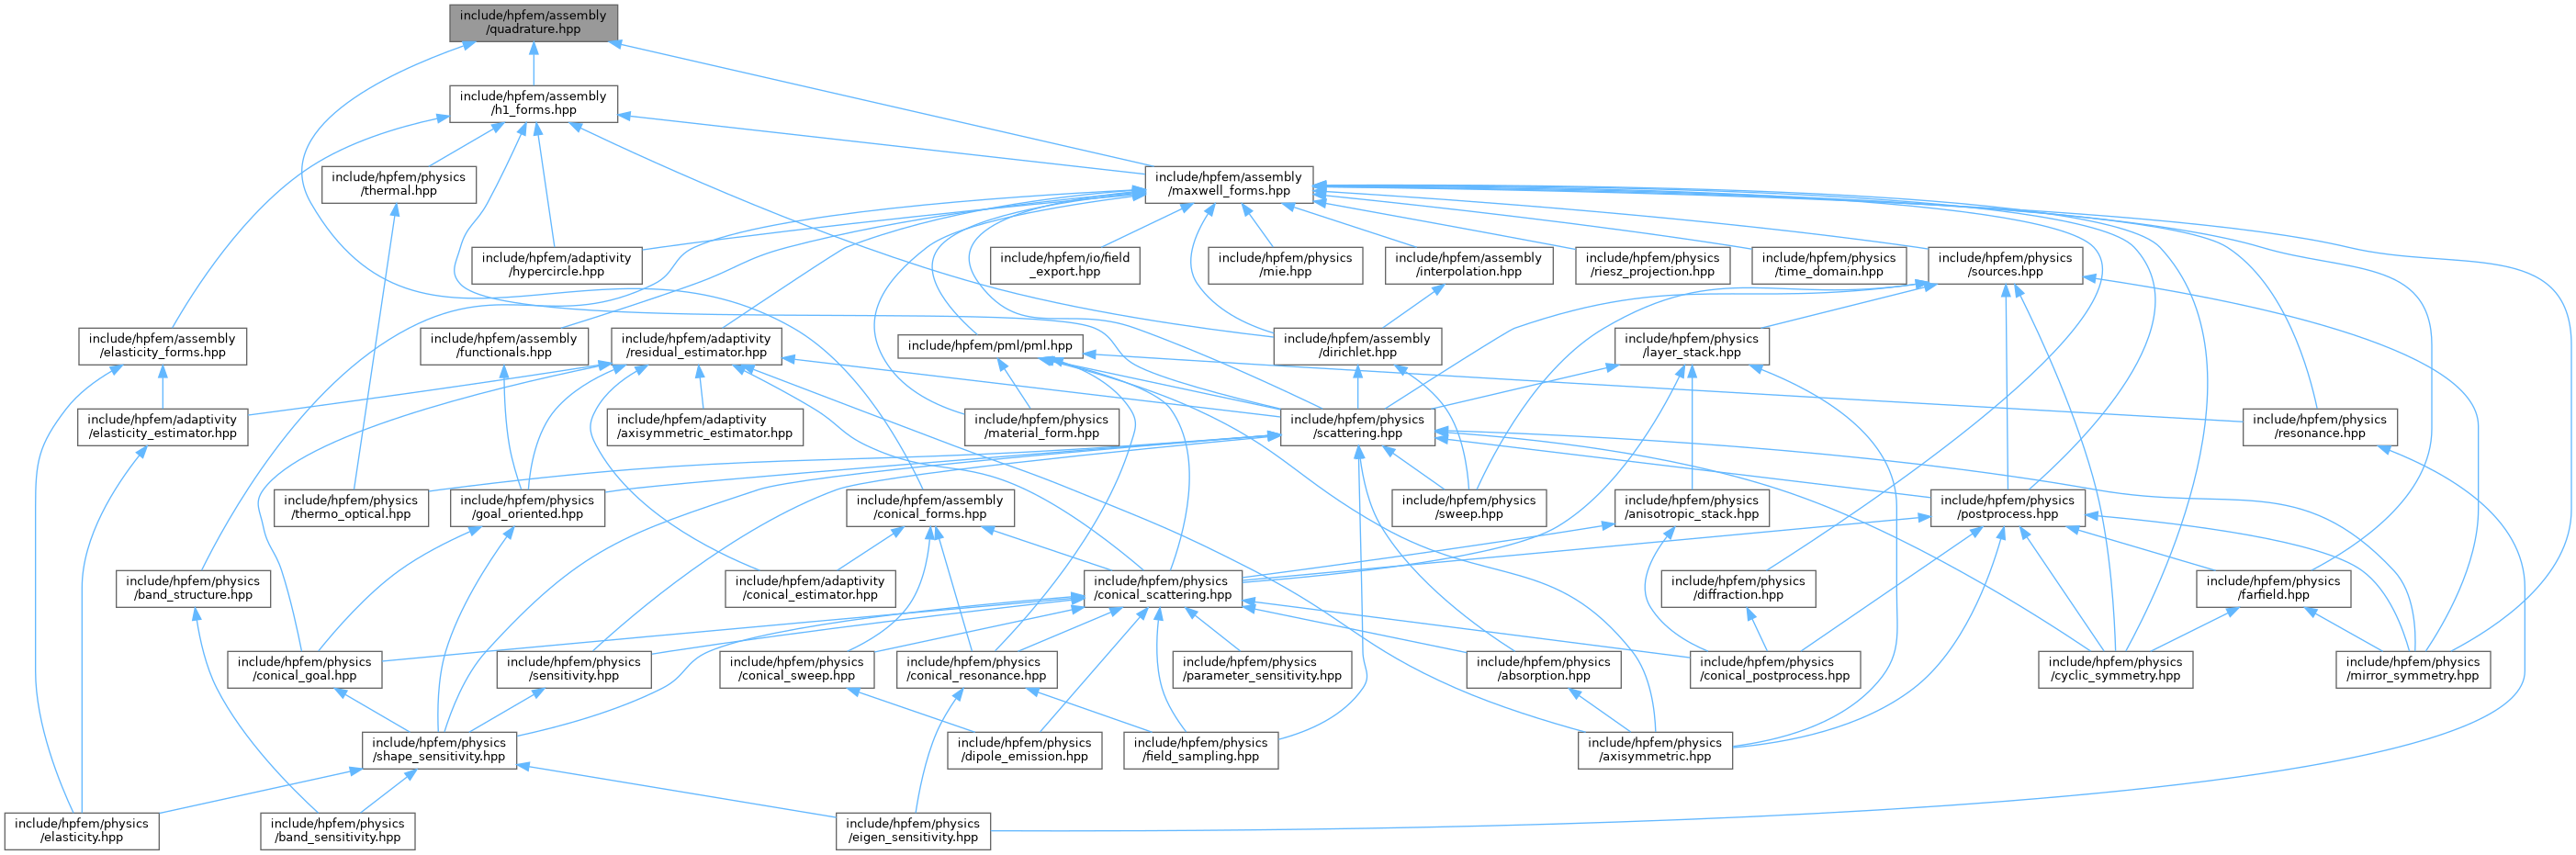 include/hpfem/assembly
/quadrature.hpp
include/hpfem/assembly
/h1_forms.hpp
include/hpfem/physics
/thermal.hpp
include/hpfem/assembly
/maxwell_forms.hpp
include/hpfem/adaptivity
/hypercircle.hpp
include/hpfem/io/field
_export.hpp
include/hpfem/physics
/mie.hpp
include/hpfem/assembly
/interpolation.hpp
include/hpfem/physics
/riesz_projection.hpp
include/hpfem/physics
/time_domain.hpp
include/hpfem/physics
/sources.hpp
include/hpfem/assembly
/elasticity_forms.hpp
include/hpfem/assembly
/functionals.hpp
include/hpfem/adaptivity
/residual_estimator.hpp
include/hpfem/pml/pml.hpp
include/hpfem/assembly
/dirichlet.hpp
include/hpfem/physics
/layer_stack.hpp
include/hpfem/adaptivity
/elasticity_estimator.hpp
include/hpfem/adaptivity
/axisymmetric_estimator.hpp
include/hpfem/physics
/material_form.hpp
include/hpfem/physics
/scattering.hpp
include/hpfem/physics
/resonance.hpp
include/hpfem/physics
/thermo_optical.hpp
include/hpfem/physics
/goal_oriented.hpp
include/hpfem/assembly
/conical_forms.hpp
include/hpfem/physics
/sweep.hpp
include/hpfem/physics
/anisotropic_stack.hpp
include/hpfem/physics
/postprocess.hpp
include/hpfem/physics
/band_structure.hpp
include/hpfem/adaptivity
/conical_estimator.hpp
include/hpfem/physics
/conical_scattering.hpp
include/hpfem/physics
/diffraction.hpp
include/hpfem/physics
/farfield.hpp
include/hpfem/physics
/conical_goal.hpp
include/hpfem/physics
/sensitivity.hpp
include/hpfem/physics
/conical_sweep.hpp
include/hpfem/physics
/conical_resonance.hpp
include/hpfem/physics
/parameter_sensitivity.hpp
include/hpfem/physics
/absorption.hpp
include/hpfem/physics
/conical_postprocess.hpp
include/hpfem/physics
/cyclic_symmetry.hpp
include/hpfem/physics
/mirror_symmetry.hpp
include/hpfem/physics
/shape_sensitivity.hpp
include/hpfem/physics
/dipole_emission.hpp
include/hpfem/physics
/field_sampling.hpp
include/hpfem/physics
/axisymmetric.hpp
include/hpfem/physics
/elasticity.hpp
include/hpfem/physics
/band_sensitivity.hpp
include/hpfem/physics
/eigen_sensitivity.hpp